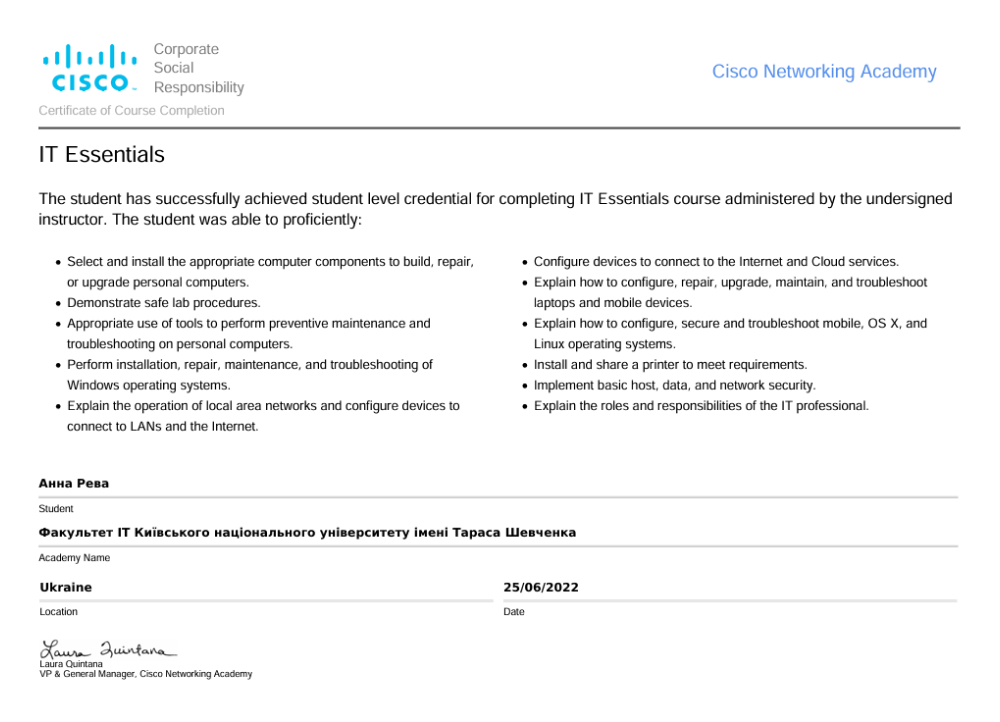 Corporate
Social
Responsibility
CISCO
Certificate of Course Completion
Cisco Networking Academy
IT Essentials
The student has successfully achieved student level credential for completing IT Essentials course administered by the undersigned
instructor. The student was able to proficiently:
• Select and install the appropriate computer components to build, repair,
or upgrade personal computers.
• Demonstrate safe lab procedures.
• Appropriate use of tools to perform preventive maintenance and
troubleshooting on personal computers.
• Perform installation, repair, maintenance, and troubleshooting of
Windows operating systems.
• Explain the operation of local area networks and configure devices to
connect to LANs and the Internet.
• Configure devices to connect to the Internet and Cloud services.
• Explain how to configure, repair, upgrade, maintain, and troubleshoot
laptops and mobile devices.
• Explain how to configure, secure and troubleshoot mobile, OS X, and
Linux operating systems.
• Install and share a printer to meet requirements.
• Implement basic host, data, and network security.
• Explain the roles and responsibilities of the IT professional.
Анна Рева
Student
Факультет ІТ Київського національного університету імені Тараса Шевченка
Academy Name
Ukraine
Location
25/06/2022
Date
Laura Quintana
Laura Quintana
VP & General Manager, Cisco Networking Academy